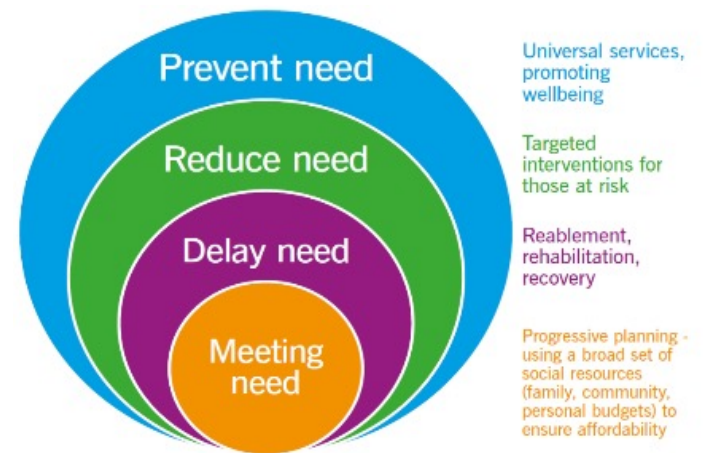 Prevent need
Universal services,
promoting
wellbeing
Reduce need
Targeted
interventions for
those at risk
Delay need
Reablement,
rehabilitation,
recovery
Meeting
need
Progressive planning -
using a broad set of
social resources
(family, community,
personal budgets) to
ensure affordability